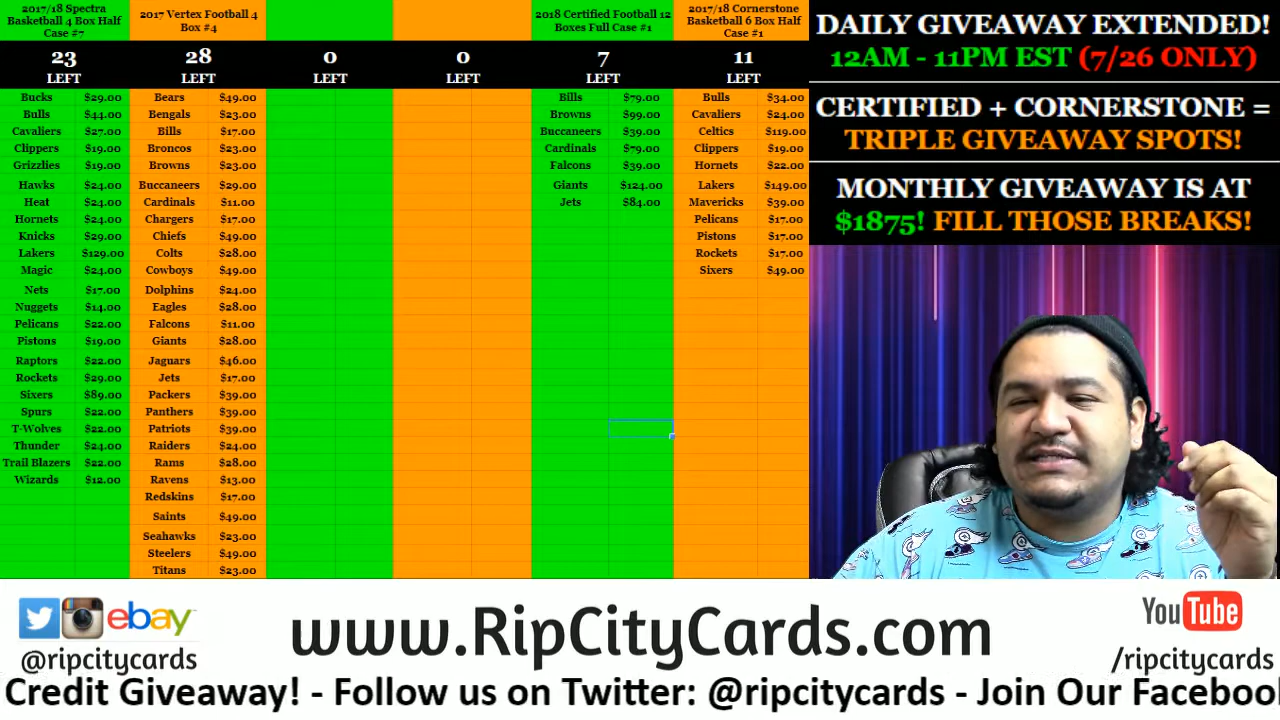 2017/18 Spectra
Basketball 4 Box Half
Case #7
23
LEFT
Bucks $29.00
Bulls $44.00
Cavaliers $27.00
Clippers $19.00
Grizzlies $19.00
Hawks $24.00
Heat $24.00
Hornets $24.00
Knicks $29.00
Lakers $129.00
Magic $24.00
Nets $17.00
Nuggets $14.00
Pelicans $22.00
Pistons $19.00
Raptors $22.00
Rockets $29.00
Sixers $89.00
Spurs $22.00
T-Wolves $22.00
Thunder $24.00
Trail Blazers $22.00
Wizards $12.00
2017 Vertex Football 4
Box #4
28
LEFT
Bears $49.00
Bengals $23.00
Bills $17.00
Broncos $23.00
Browns $23.00
Buccaneers $29.00
Cardinals $11.00
Chargers $17.00
Chiefs $49.00
Colts $28.00
Cowboys $49.00
Dolphins $24.00
Eagles $28.00
Falcons $11.00
Giants $28.00
Jaguars $46.00
Jets $17.00
Packers $39.00
Panthers $39.00
Patriots $39.00
Raiders $24.00
Rams $28.00
Ravens $13.00
Redskins $17.00
Saints $49.00
Seahawks $23.00
Steelers $49.00
Titans $23.00
0
LEFT
0
LEFT
2018 Certified Football 12
Boxes Full Case #1
7
LEFT
Bills $79.00
Browns $99.00
Buccaneers $39.00
Cardinals $79.00
Falcons $39.00
Giants $124.00
Jets $84.00
2017/18 Cornerstone
Basketball 6 Box Half
Case #1
11
LEFT
Bulls $34.00
Cavaliers $24.00
Celtics $119.00
Clippers $19.00
Hornets $22.00
Lakers $149.00
Mavericks $39.00
Pelicans $17.00
Pistons $17.00
Rockets $17.00
Sixers $49.00
DAILY GIVEAWAY EXTENDED!
12AM - 11PM EST (7/26 ONLY)
CERTIFIED + CORNERSTONE =
TRIPLE GIVEAWAY SPOTS!
MONTHLY GIVEAWAY IS AT
$1875! FILL THOSE BREAKS!
ebay
@ripcitycards
www.RipCityCards.com
YouTube
/ripcitycards
Credit Giveaway! - Follow us on Twitter: @ripcitycards - Join Our Facebook